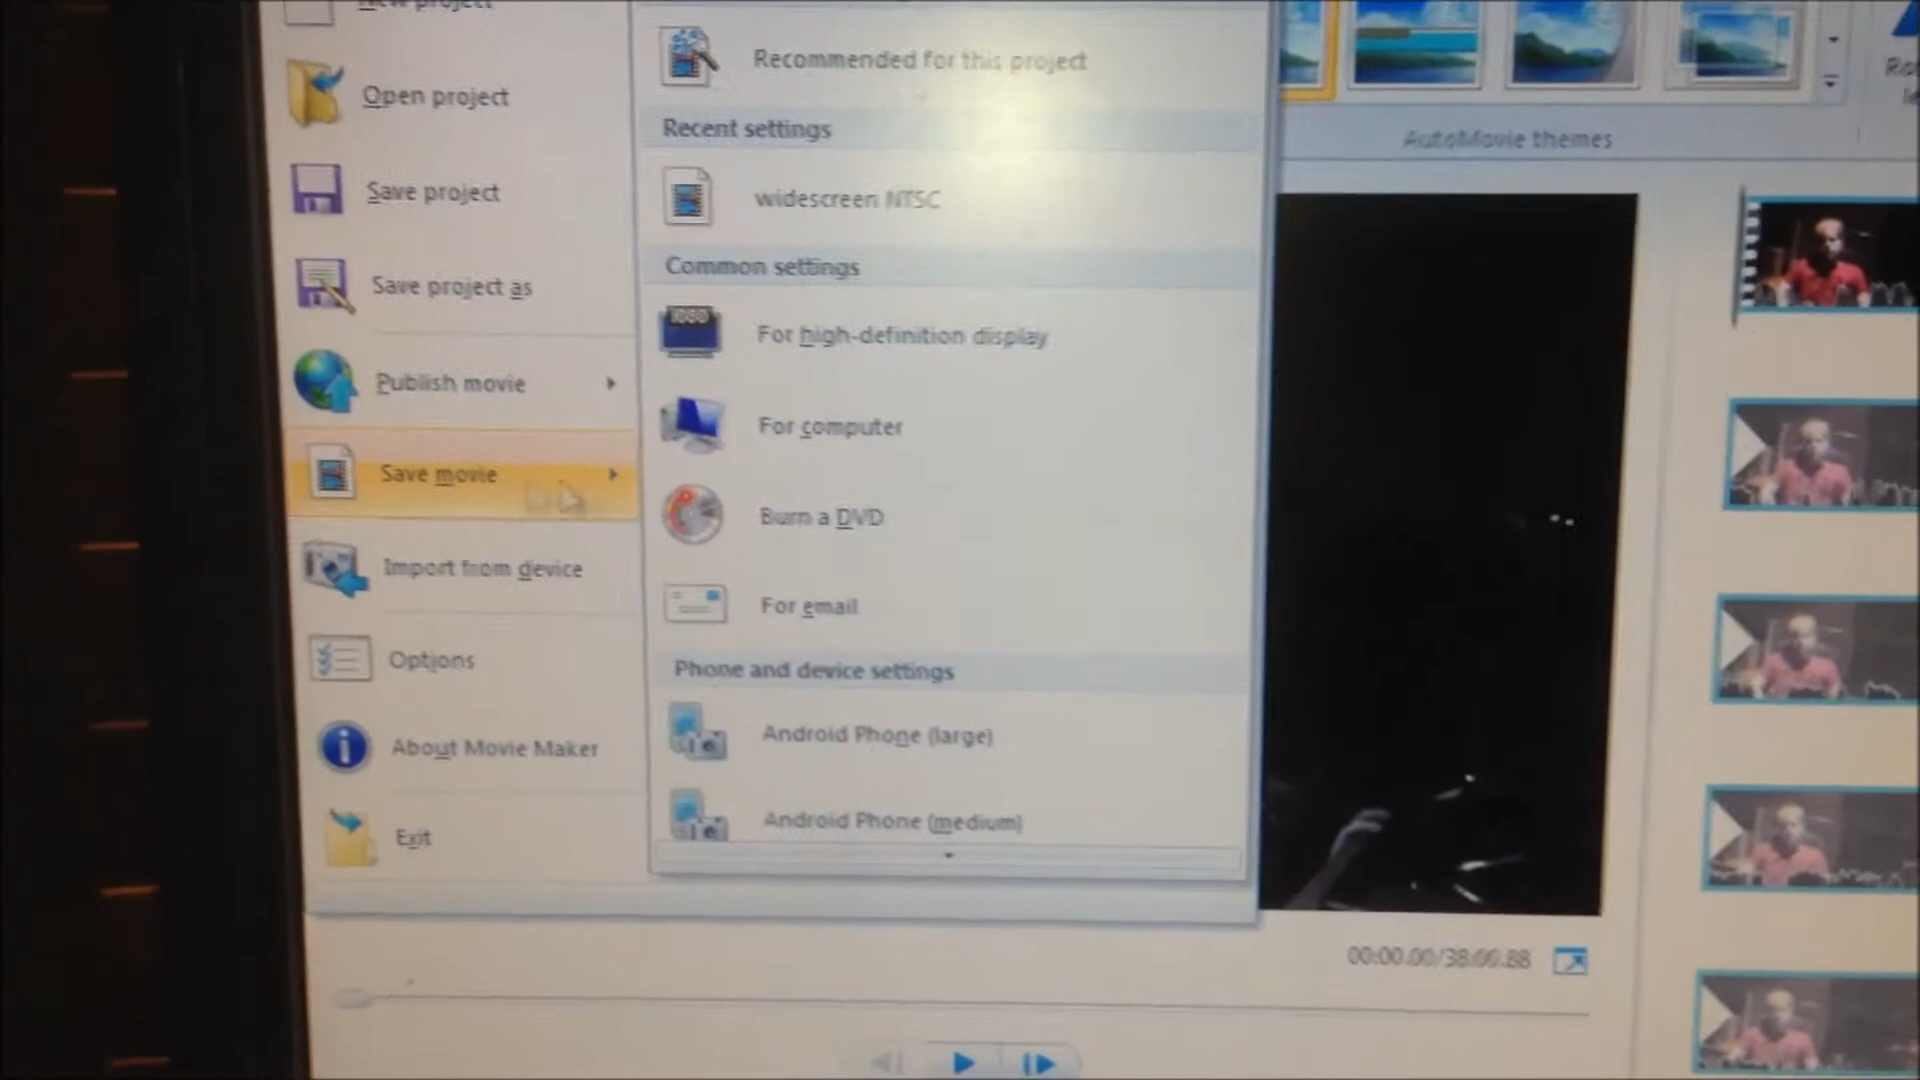 New project
Open project
Save project
Save project as
Publish movie
Save movie
Import from device
Options
About Movie Maker
Exit
Recommended for this project
Recent settings
widescreen NTSC
Common settings
1080
For high-definition display
For computer
Burn a DVD
For email
Phone and device settings
Android Phone (large)
Android Phone (medium)
AutoMovie themes
00:00.00/38:00.88